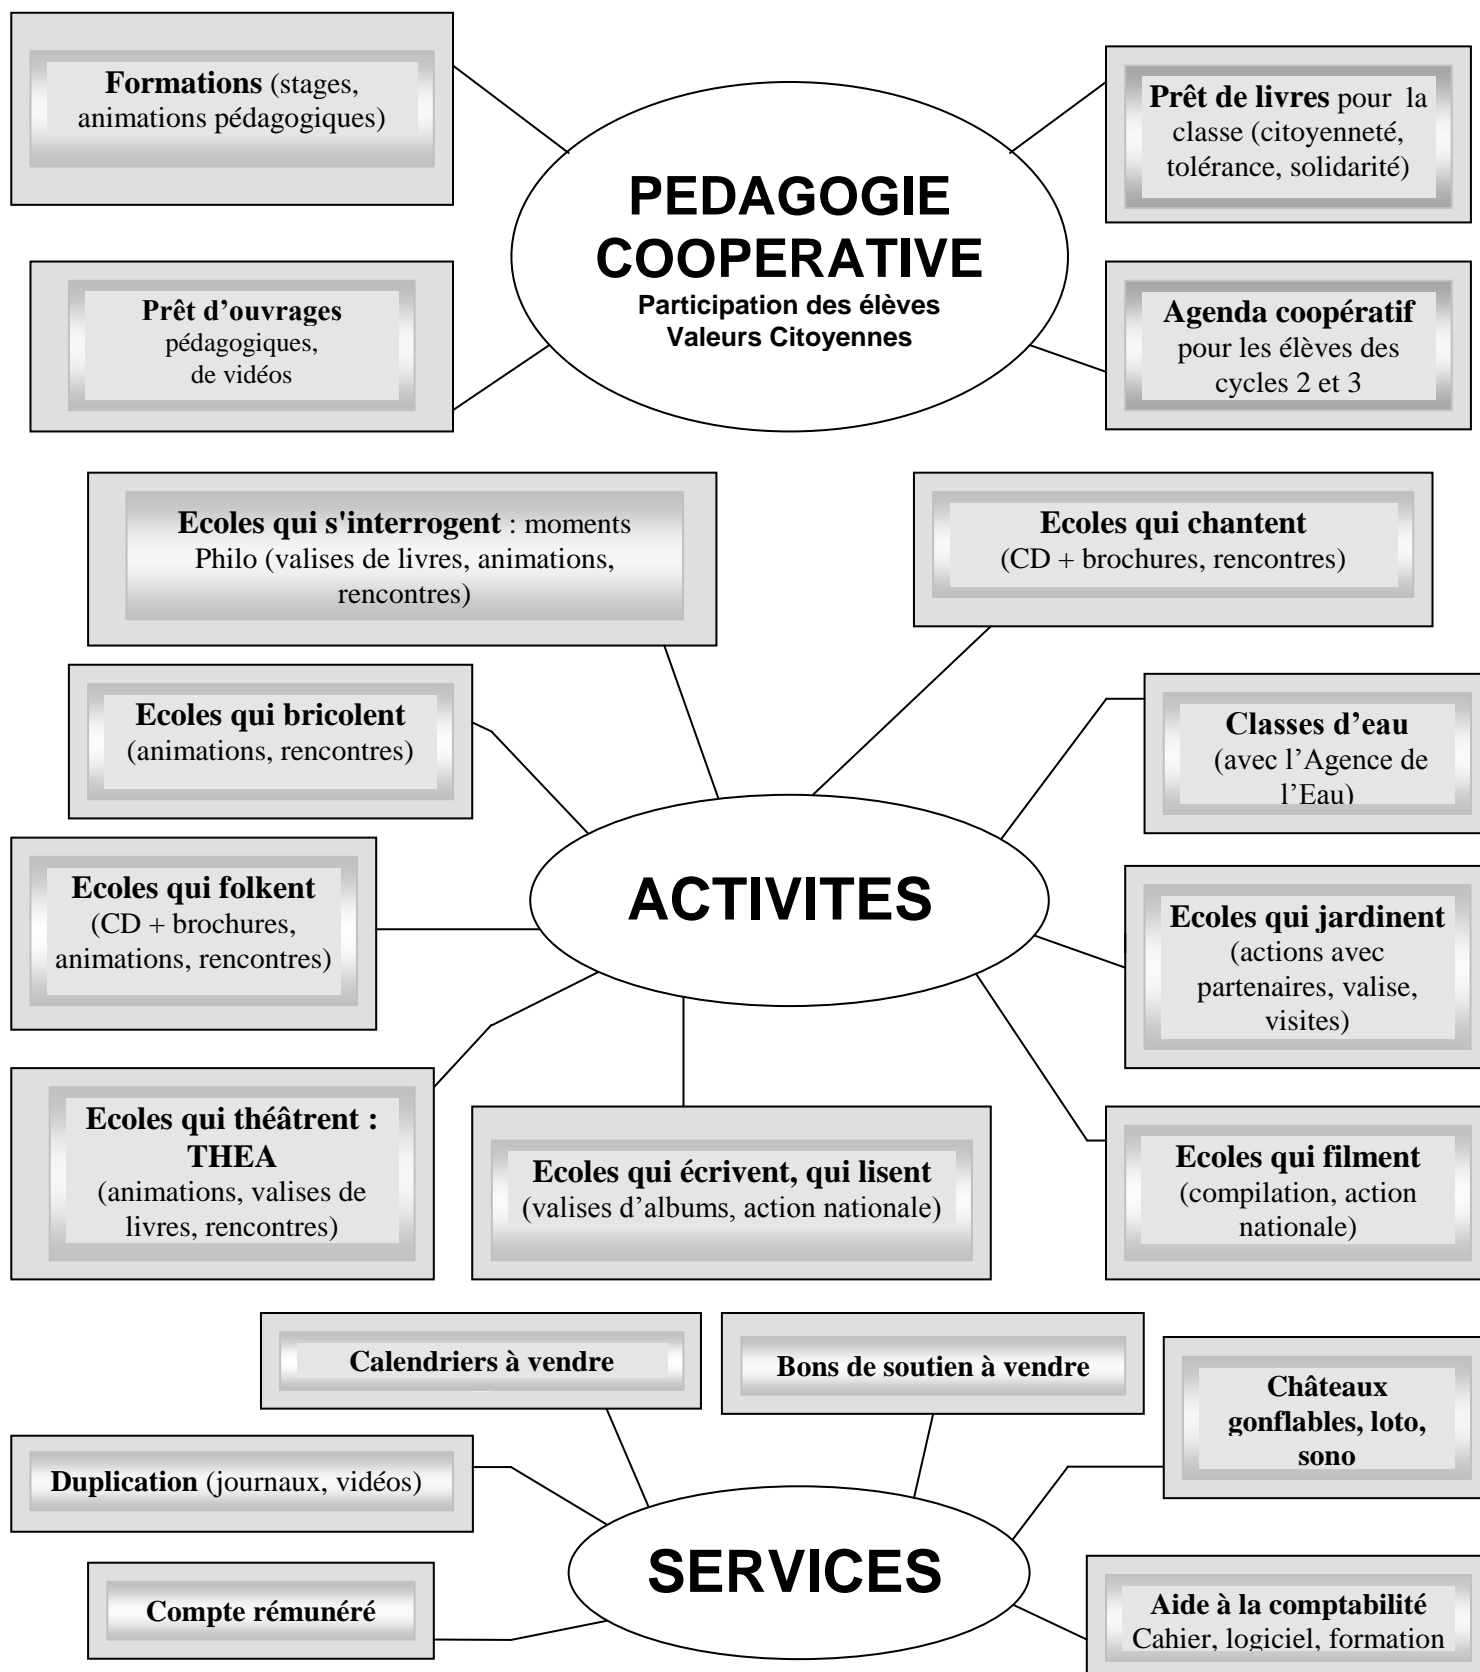 Formations (stages,
animations pédagogiques)
Prêt de livres pour la
classe (citoyenneté,
tolérance, solidarité)
PEDAGOGIE
COOPERATIVE
Participation des élèves
Valeurs Citoyennes
Prêt d’ouvrages
pédagogiques,
de vidéos
Agenda coopératif
pour les élèves des
cycles 2 et 3
Ecoles qui s'interrogent : moments
Philo (valises de livres, animations,
rencontres)
Ecoles qui chantent
(CD + brochures, rencontres)
Ecoles qui bricolent
(animations, rencontres)
Classes d’eau
(avec l’Agence de
l’Eau)
Ecoles qui folkent
(CD + brochures,
animations, rencontres)
ACTIVITES
Ecoles qui jardinent
(actions avec
partenaires, valise,
visites)
Ecoles qui théâtrent :
THEA
(animations, valises de
livres, rencontres)
Ecoles qui écrivent, qui lisent
(valises d’albums, action nationale)
Ecoles qui filment
(compilation, action
nationale)
Calendriers à vendre
Bons de soutien à vendre
Châteaux
gonflables, loto,
sono
Duplication (journaux, vidéos)
SERVICES
Compte rémunéré
Aide à la comptabilité
Cahier, logiciel, formation